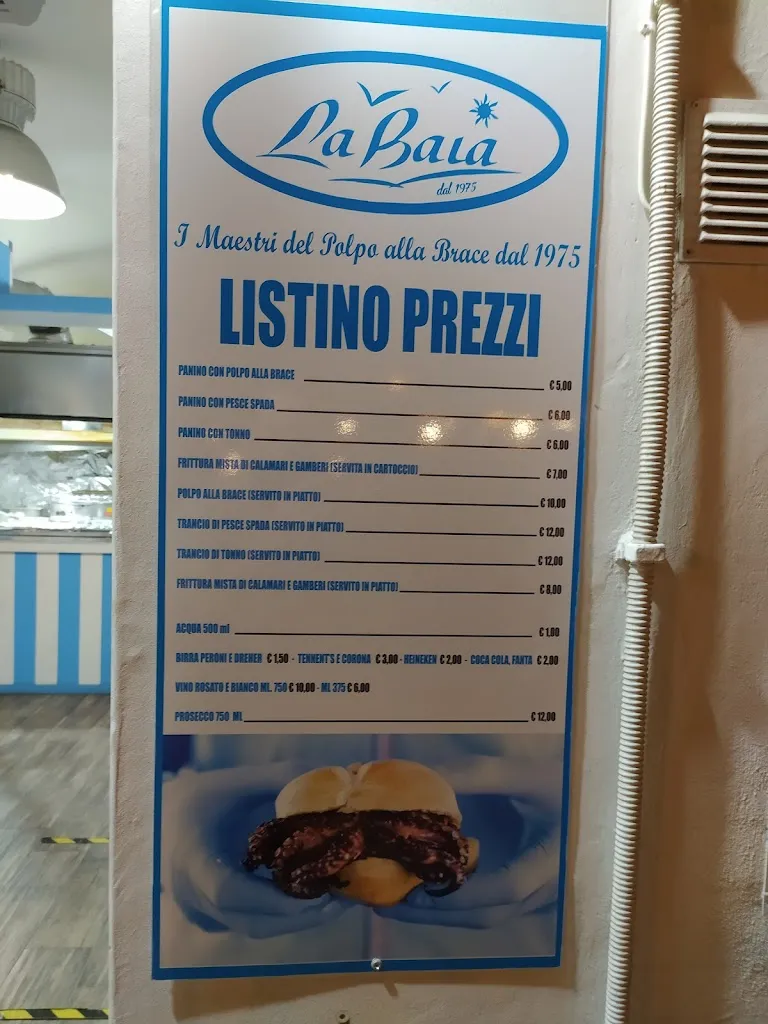 La Baia
dal 1975
I Maestri del Polpo alla Brace dal 1975
LISTINO PREZZI
PANINO CON POLPO ALLA BRACE € 5,00
PANINO CON PESCE SPADA € 6,00
PANINO CON TONNO € 6,00
FRITTURA MISTA DI CALAMARI E GAMBERI (SERVITA IN CARTOCCIO) € 7,00
POLPO ALLA BRACE (SERVITO IN PIATTO) € 10,00
TRANCIO DI PESCE SPADA (SERVITO IN PIATTO) € 12,00
TRANCIO DI TONNO (SERVITO IN PIATTO) € 12,00
FRITTURA MISTA DI CALAMARI E GAMBERI (SERVITO IN PIATTO) € 8,00
ACQUA 500 ml € 1,00
BIRRA PERONI E DREHER € 1,50 - TENNENT'S E CORONA € 3,00 - HEINEKEN € 2,00 - COCA COLA, FANTA € 2,00
VINO ROSATO E BIANCO ML. 750 € 10,00 - ML 375 € 6,00
PROSECCO 750 ML € 12,00